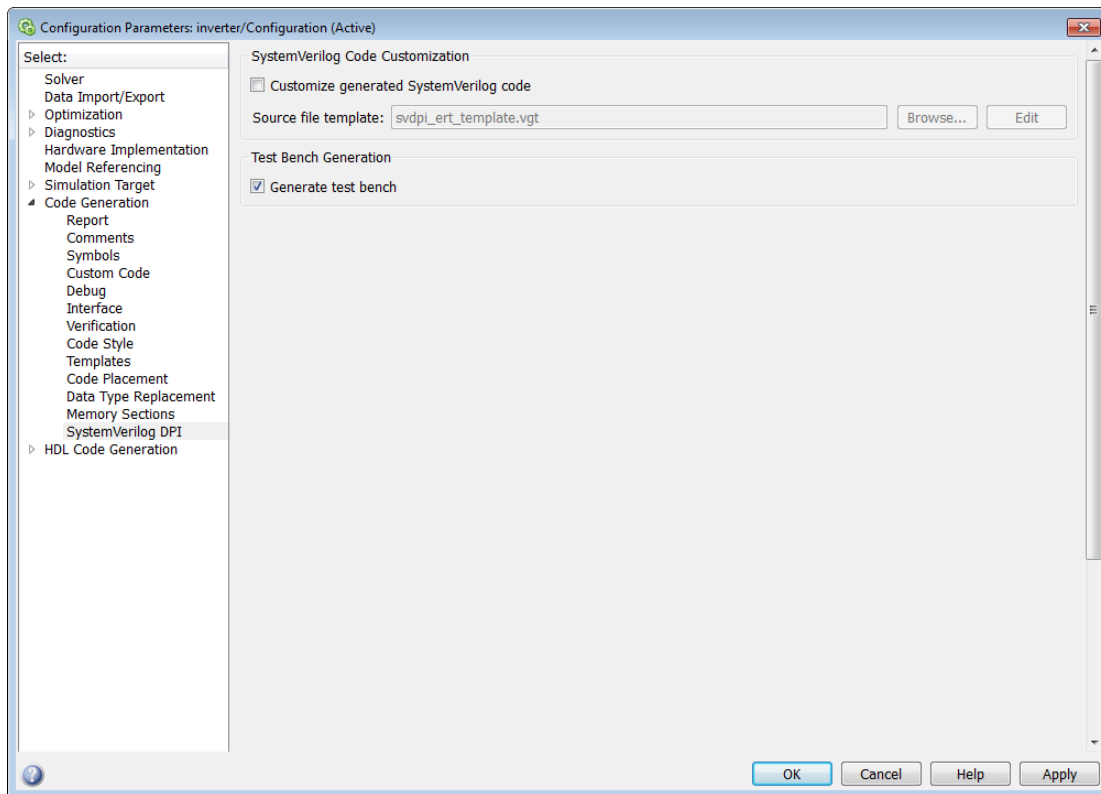 Configuration Parameters: inverter/Configuration (Active)
Select:
Solver
Data Import/Export
Optimization
Diagnostics
Hardware Implementation
Model Referencing
Simulation Target
Code Generation
Report
Comments
Symbols
Custom Code
Debug
Interface
Verification
Code Style
Templates
Code Placement
Data Type Replacement
Memory Sections
SystemVerilog DPI
HDL Code Generation
SystemVerilog Code Customization
Customize generated SystemVerilog code
Source file template: svdpi_ert_template.vgt Browse... Edit
Test Bench Generation
Generate test bench
OK Cancel Help Apply